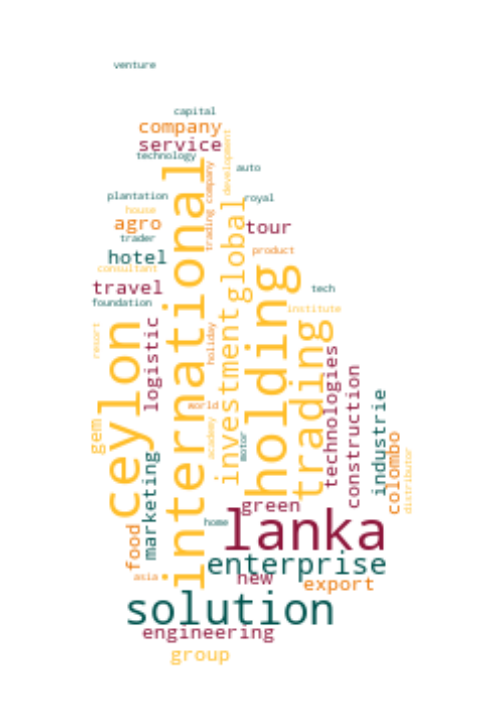 venture
capital
company
service
technology
development
trading company
auto
plantation
royal
house
agro
tour
trader
global
product
hotel
consultant
international
travel
tech
foundation
holding
institute
ceylon
logistic
resort
holiday
investment
trading
technologies
construction
world
industrie
gem
academy
motor
colombo
distributor
marketing
green
lanka
home
food
enterprise
asia
new
export
solution
engineering
group